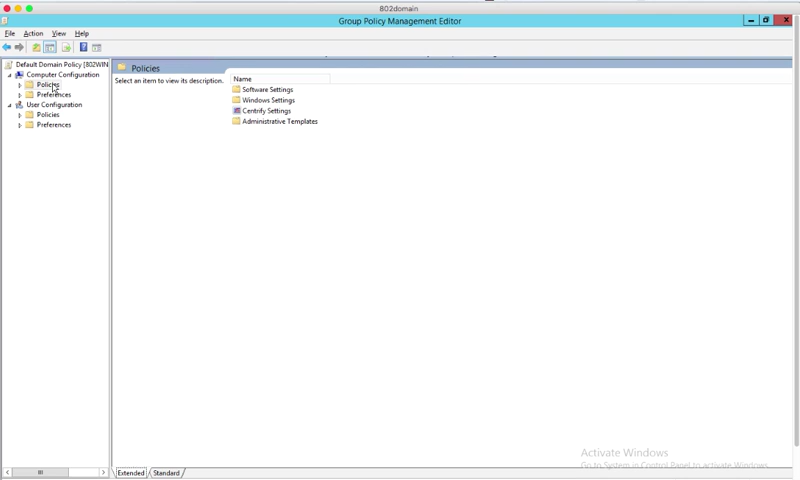 802domain
Group Policy Management Editor
File Action View Help
Default Domain Policy [802WIN
Computer Configuration
Policies
Preferences
User Configuration
Policies
Preferences
Policies
Select an item to view its description.
Name
Software Settings
Windows Settings
Centrify Settings
Administrative Templates
Activate Windows
Go to System in Control Panel to activate Windows.
Extended Standard